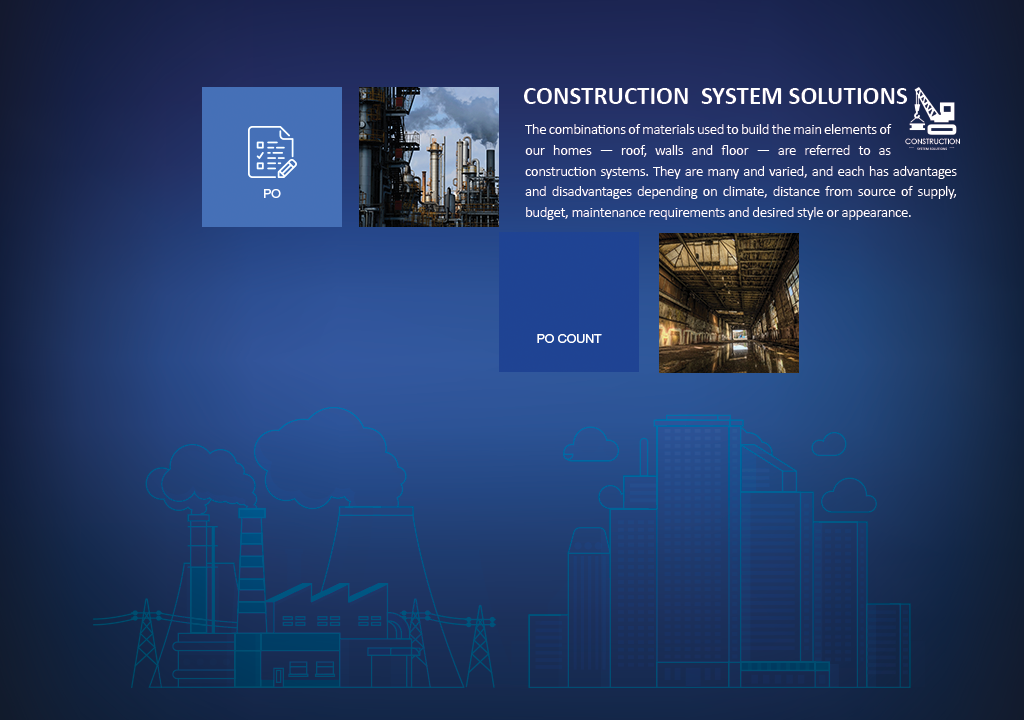 CONSTRUCTION SYSTEM SOLUTIONS
The combinations of materials used to build the main elements of
our homes — roof, walls and floor — are referred to as
construction systems. They are many and varied, and each has advantages
and disadvantages depending on climate, distance from source of supply,
budget, maintenance requirements and desired style or appearance.
CONSTRUCTION
SYSTEM SOLUTIONS
PO
PO COUNT